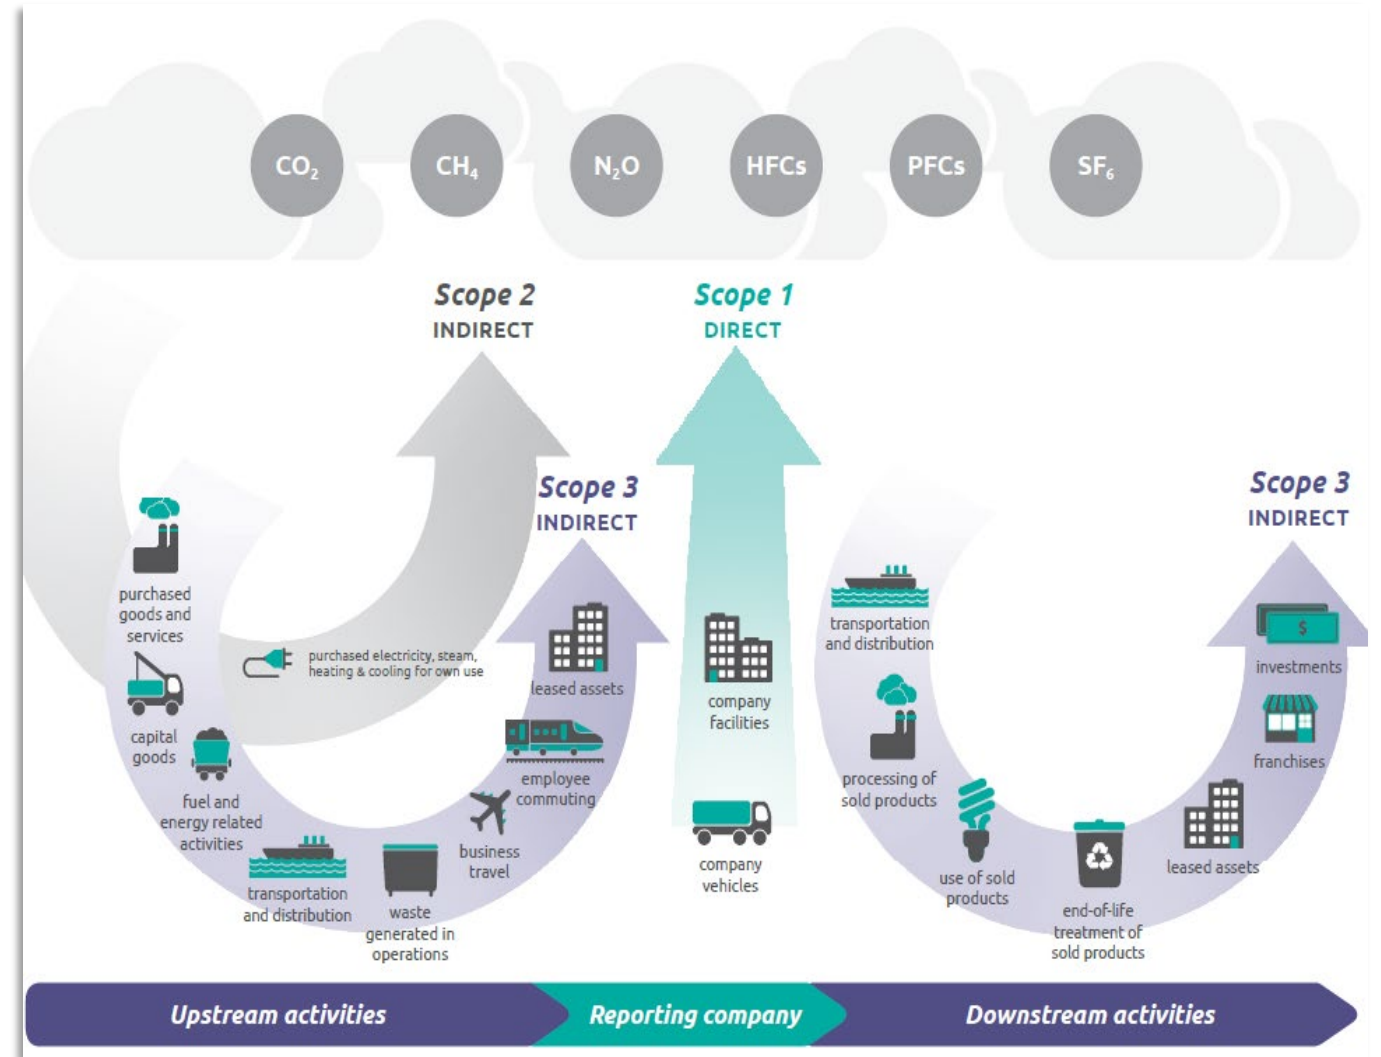 CO₂
CH₄
N₂O
HFCs
PFCs
SF₆
Scope 2
INDIRECT
Scope 1
DIRECT
Scope 3
INDIRECT
Scope 3
INDIRECT
purchased
goods and
services
capital
goods
fuel and
energy related
activities
transportation
and distribution
waste
generated in
operations
business
travel
employee
commuting
leased assets
purchased electricity, steam,
heating & cooling for own use
company
facilities
company
vehicles
transportation
and distribution
processing of
sold products
use of sold
products
end-of-life
treatment of
sold products
leased assets
franchises
$
investments
Upstream activities
Reporting company
Downstream activities